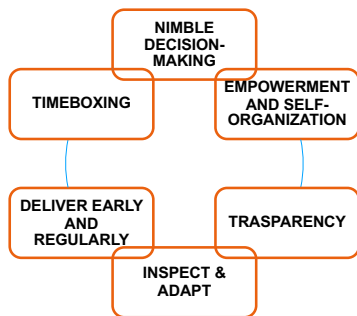 NIMBLE
DECISION-
MAKING
EMPOWERMENT
AND SELF-
ORGANIZATION
TRASPARENCY
INSPECT &
ADAPT
DELIVER EARLY
AND
REGULARLY
TIMEBOXING